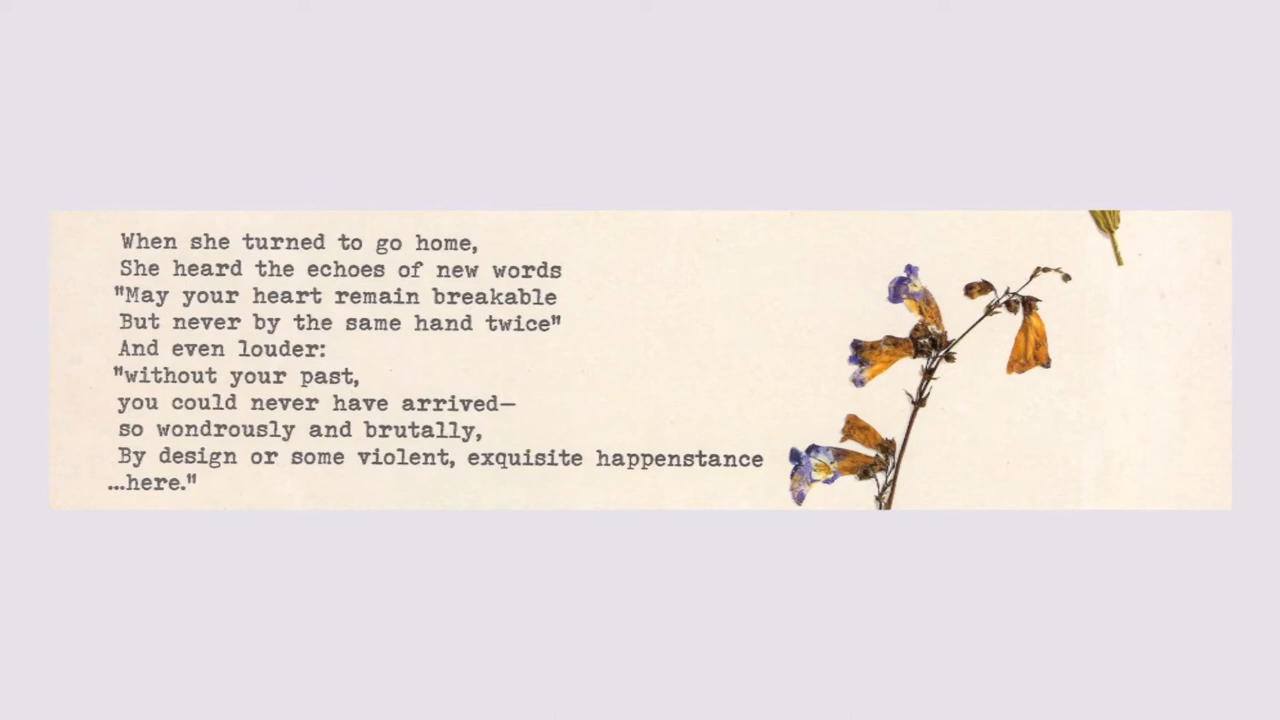 When she turned to go home,
She heard the echoes of new words
"May your heart remain breakable
But never by the same hand twice"
And even louder:
"without your past,
you could never have arrived—
so wondrously and brutally,
By design or some violent, exquisite happenstance
...here."